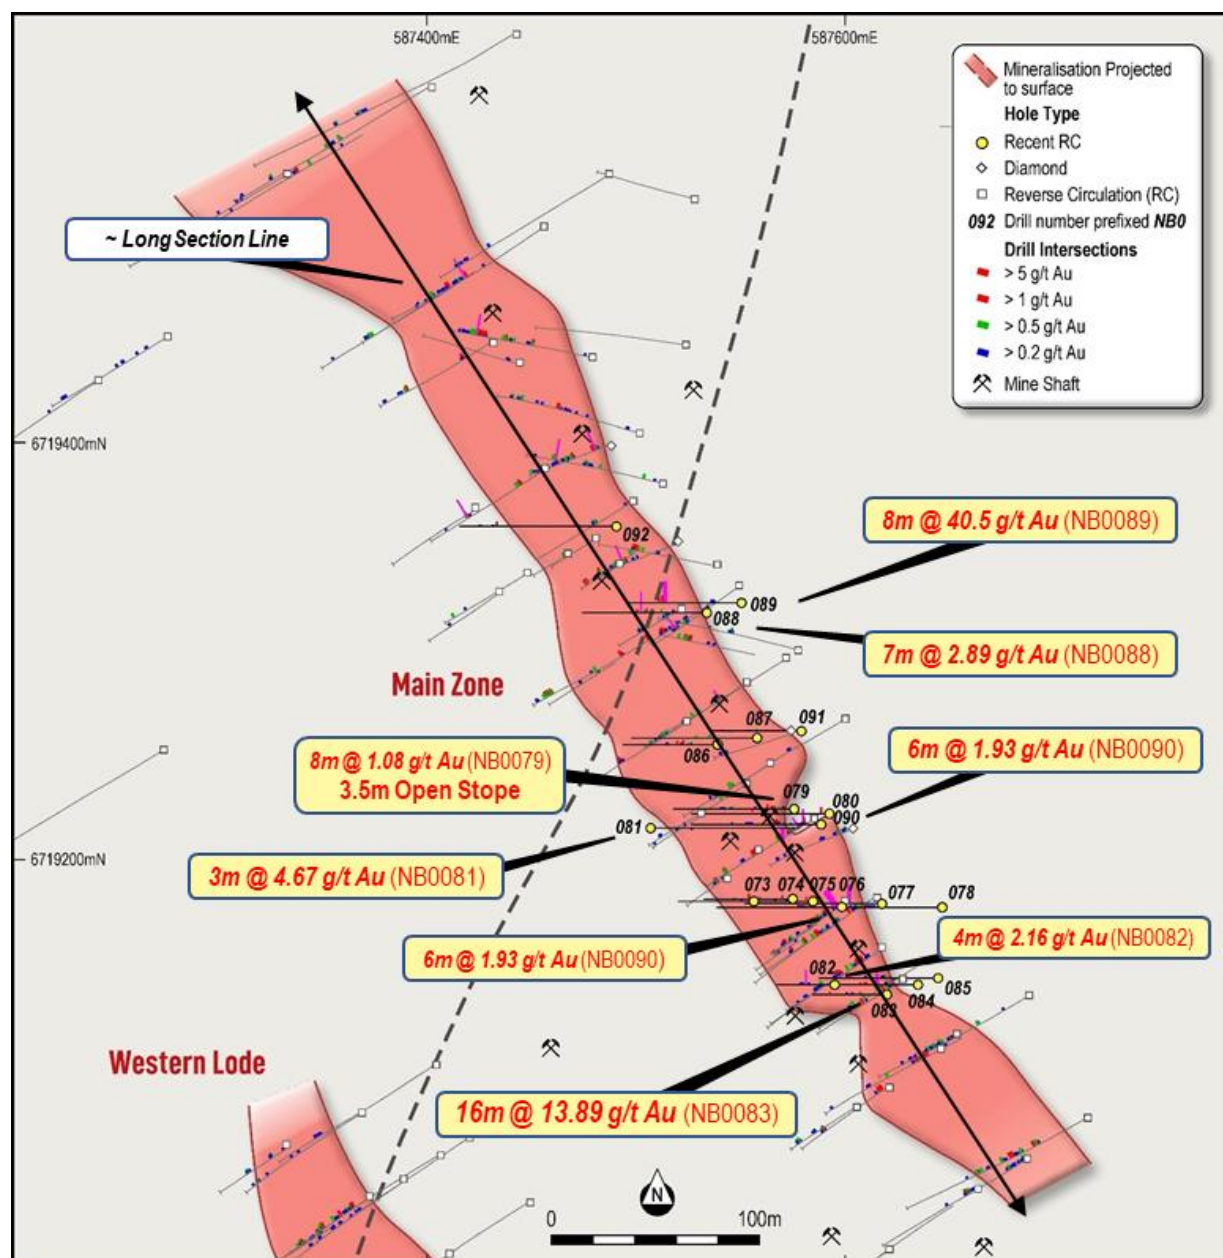 587400mE
587600mE
Mineralisation Projected
to surface
Hole Type
Recent RC
Diamond
Reverse Circulation (RC)
092 Drill number prefixed NB0
Drill Intersections
> 5 g/t Au
> 1 g/t Au
> 0.5 g/t Au
> 0.2 g/t Au
Mine Shaft
~ Long Section Line
6719400mN
8m @ 40.5 g/t Au (NB0089)
092
089
088
7m @ 2.89 g/t Au (NB0088)
Main Zone
087
091
086
6m @ 1.93 g/t Au (NB0090)
8m @ 1.08 g/t Au (NB0079)
3.5m Open Stope
079
080
090
081
6719200mN
3m @ 4.67 g/t Au (NB0081)
073
074
075
076
077
078
4m @ 2.16 g/t Au (NB0082)
6m @ 1.93 g/t Au (NB0090)
082
085
084
083
Western Lode
16m @ 13.89 g/t Au (NB0083)
N
0
100m